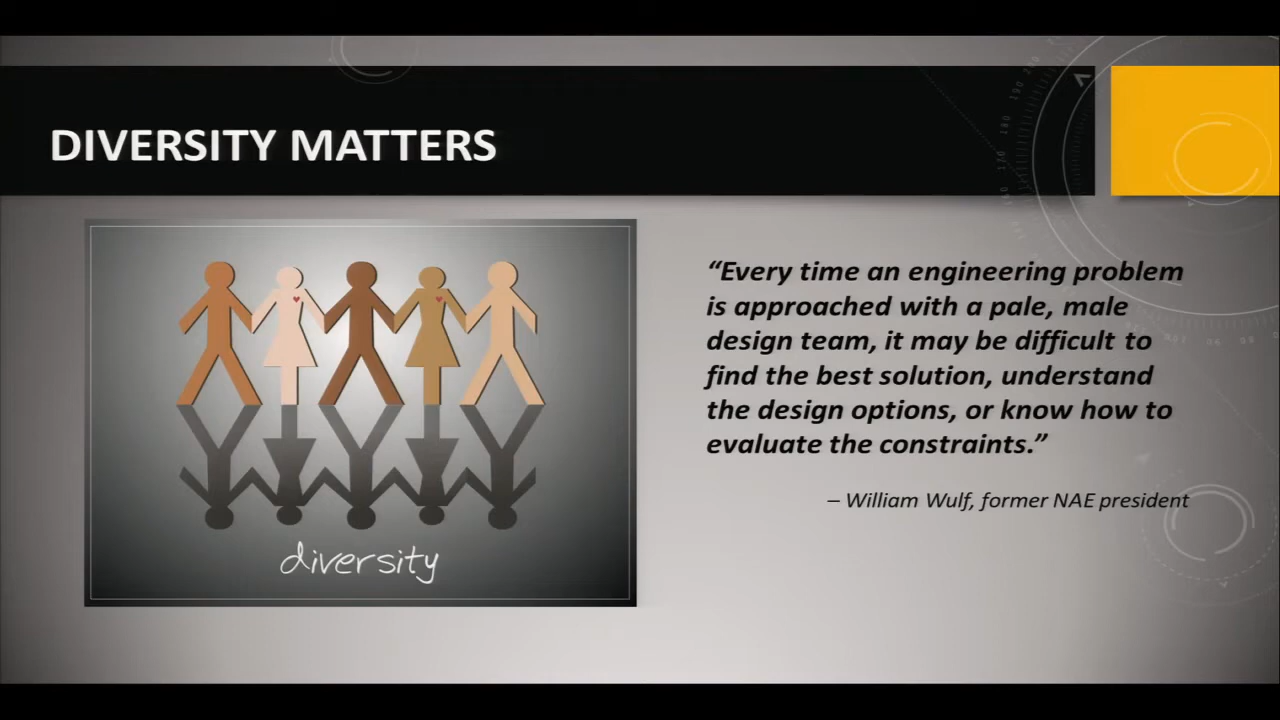 DIVERSITY MATTERS
“Every time an engineering problem
is approached with a pale, male
design team, it may be difficult to
find the best solution, understand
the design options, or know how to
evaluate the constraints.”
– William Wulf, former NAE president
diversity